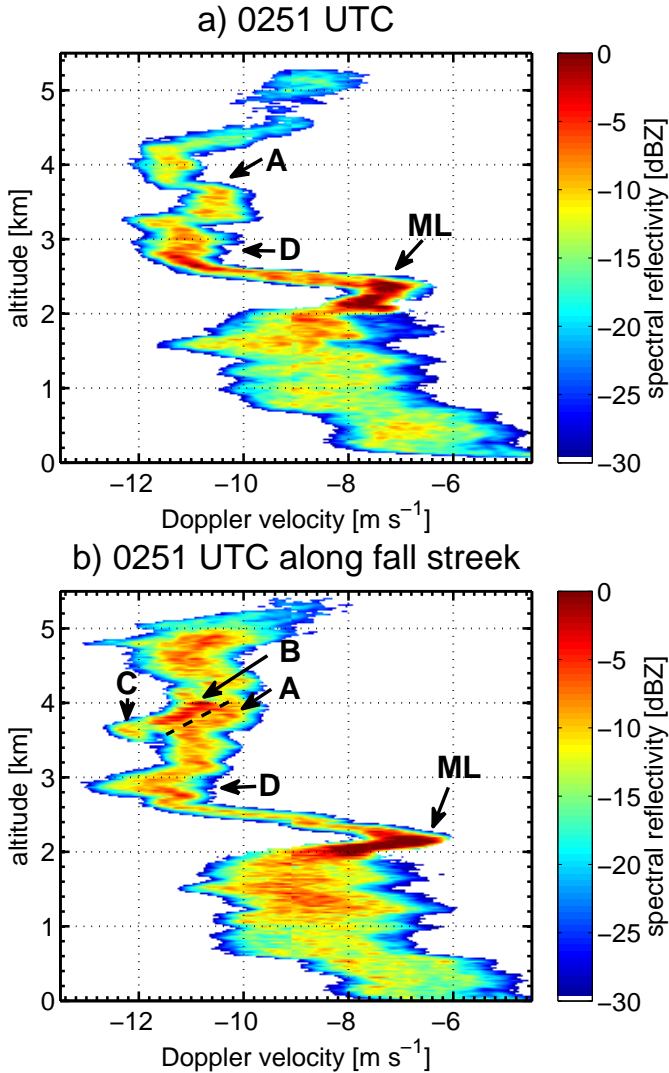 a) 0251 UTC
5
4
3
2
1
0
altitude [km]
A
D
ML
−12
−10
−8
−6
Doppler velocity [m s−1]
0
−5
−10
−15
−20
−25
−30
spectral reflectivity [dBZ]
b) 0251 UTC along fall streek
5
4
3
2
1
0
altitude [km]
B
C
A
D
ML
−12
−10
−8
−6
Doppler velocity [m s−1]
0
−5
−10
−15
−20
−25
−30
spectral reflectivity [dBZ]